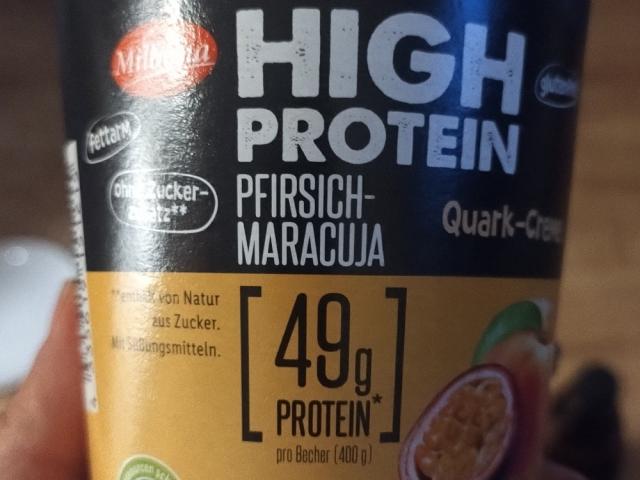 Milbona
HIGH
PROTEIN
fettarm
ohne Zucker-
zusatz**
PFIRSICH-
MARACUJA
Quark-Creme
**enthält von Natur
aus Zucker.
Mit Süßungsmitteln.
49g
PROTEIN*
pro Becher (400 g)